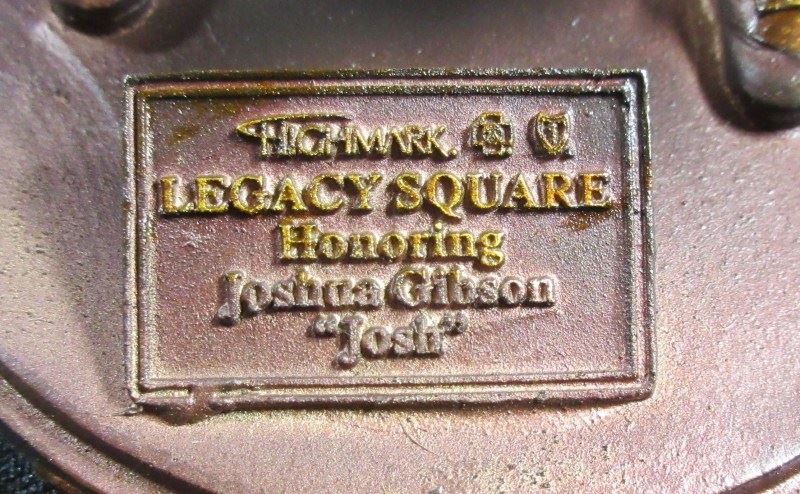 HIGHMARK.
LEGACY SQUARE
Honoring
Joshua Gibson
"Josh"